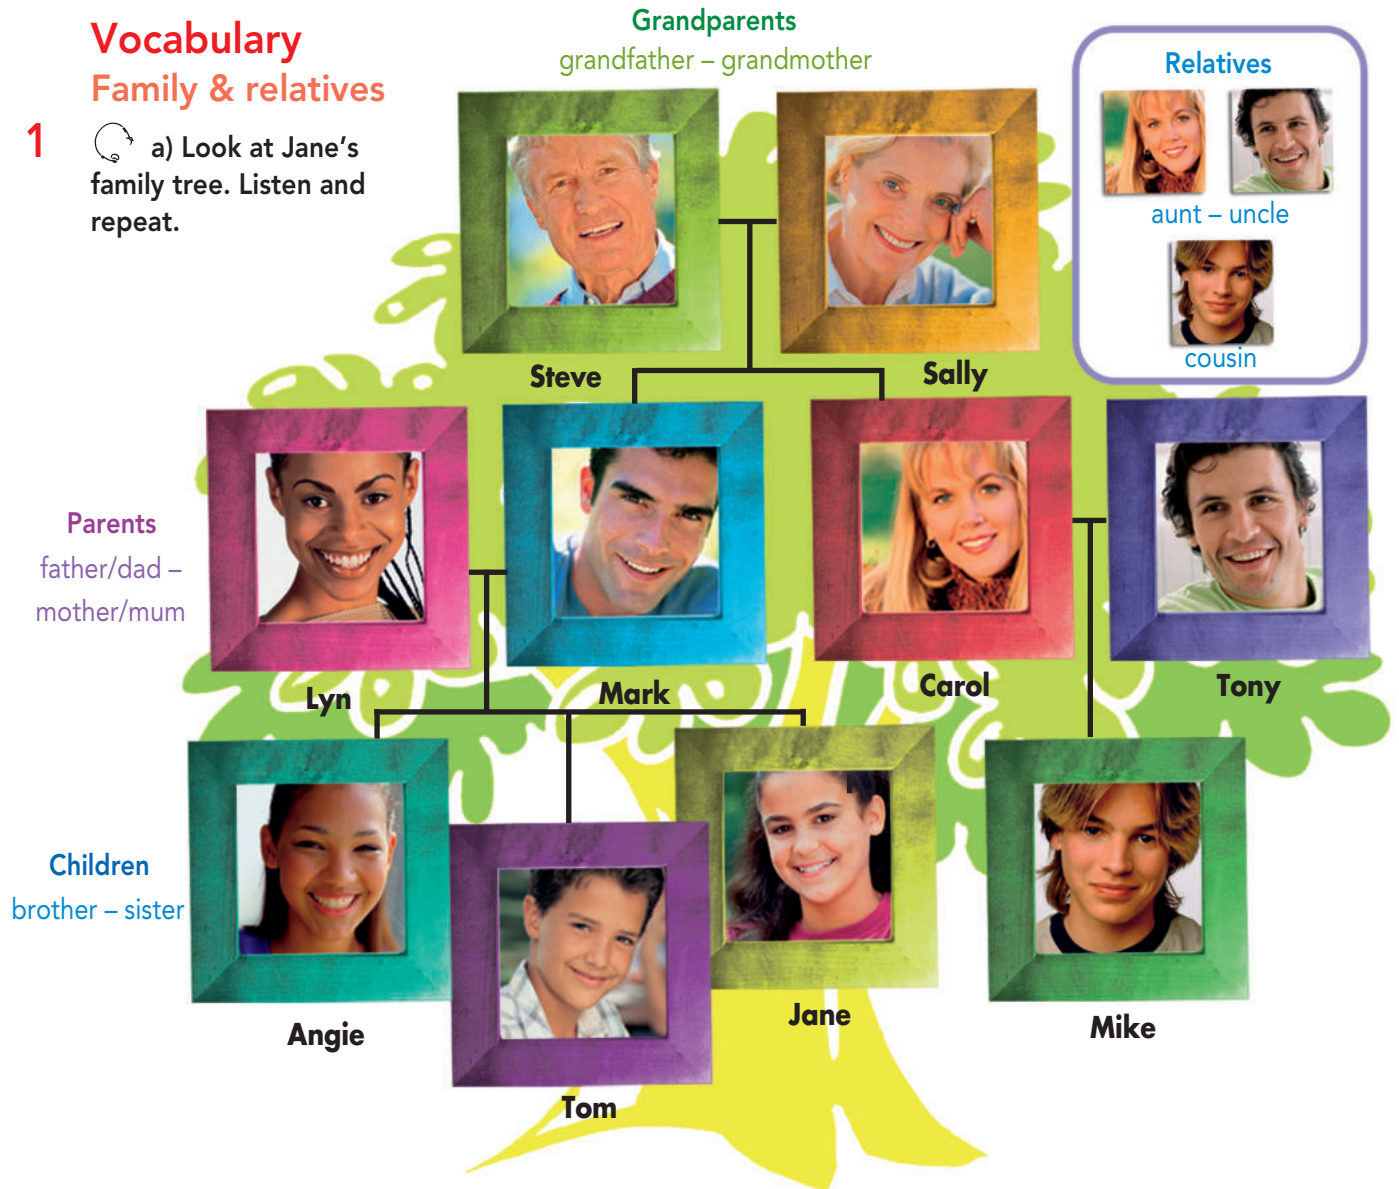 Vocabulary
Family & relatives
1 a) Look at Jane's
family tree. Listen and
repeat.
Grandparents
grandfather – grandmother
Relatives
aunt – uncle
cousin
Steve
Sally
Parents
father/dad –
mother/mum
Lyn
Mark
Carol
Tony
Children
brother – sister
Angie
Tom
Jane
Mike